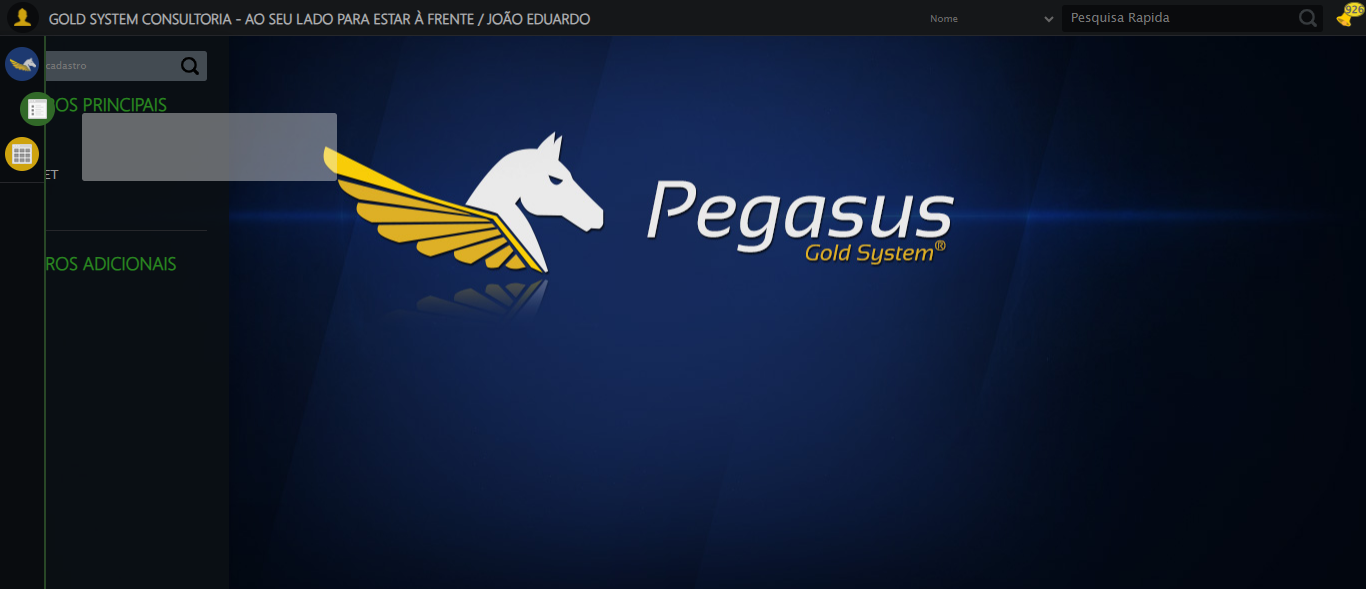 GOLD SYSTEM CONSULTORIA - AO SEU LADO PARA ESTAR À FRENTE / JOÃO EDUARDO
Nome
Pesquisa Rapida
926
cadastro
OS PRINCIPAIS
ET
ROS ADICIONAIS
Pegasus
Gold System®